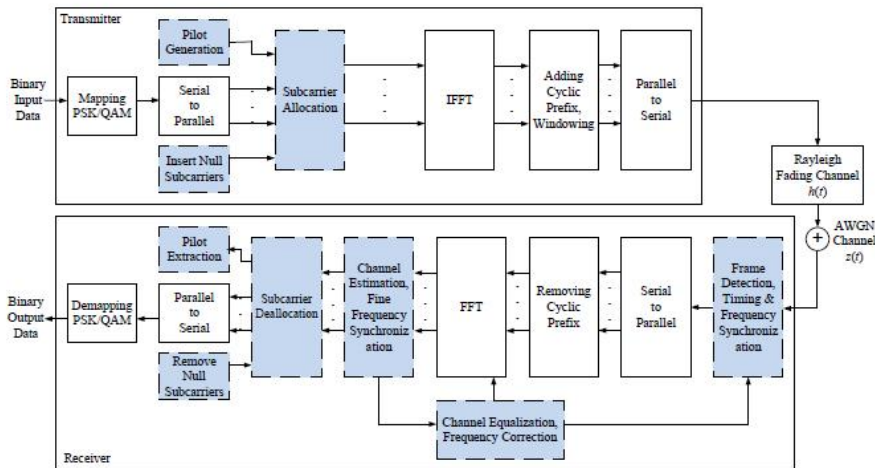 Transmitter
Pilot
Generation
Binary
Input
Data
Mapping
PSK/QAM
Serial
to
Parallel
Insert Null
Subcarriers
Subcarrier
Allocation
IFFT
Adding
Cyclic
Prefix,
Windowing
Parallel
to
Serial
Rayleigh
Fading Channel
h(t)
+
AWGN
Channel
z(t)
Frame
Detection,
Timing &
Frequency
Synchroniz
ation
Serial
to
Parallel
Removing
Cyclic
Prefix
FFT
Channel
Estimation,
Fine
Frequency
Synchroniz
ation
Subcarrier
Deallocation
Pilot
Extraction
Parallel
to
Serial
Remove
Null
Subcarriers
Demapping
PSK/QAM
Binary
Output
Data
Channel Equalization,
Frequency Correction
Receiver